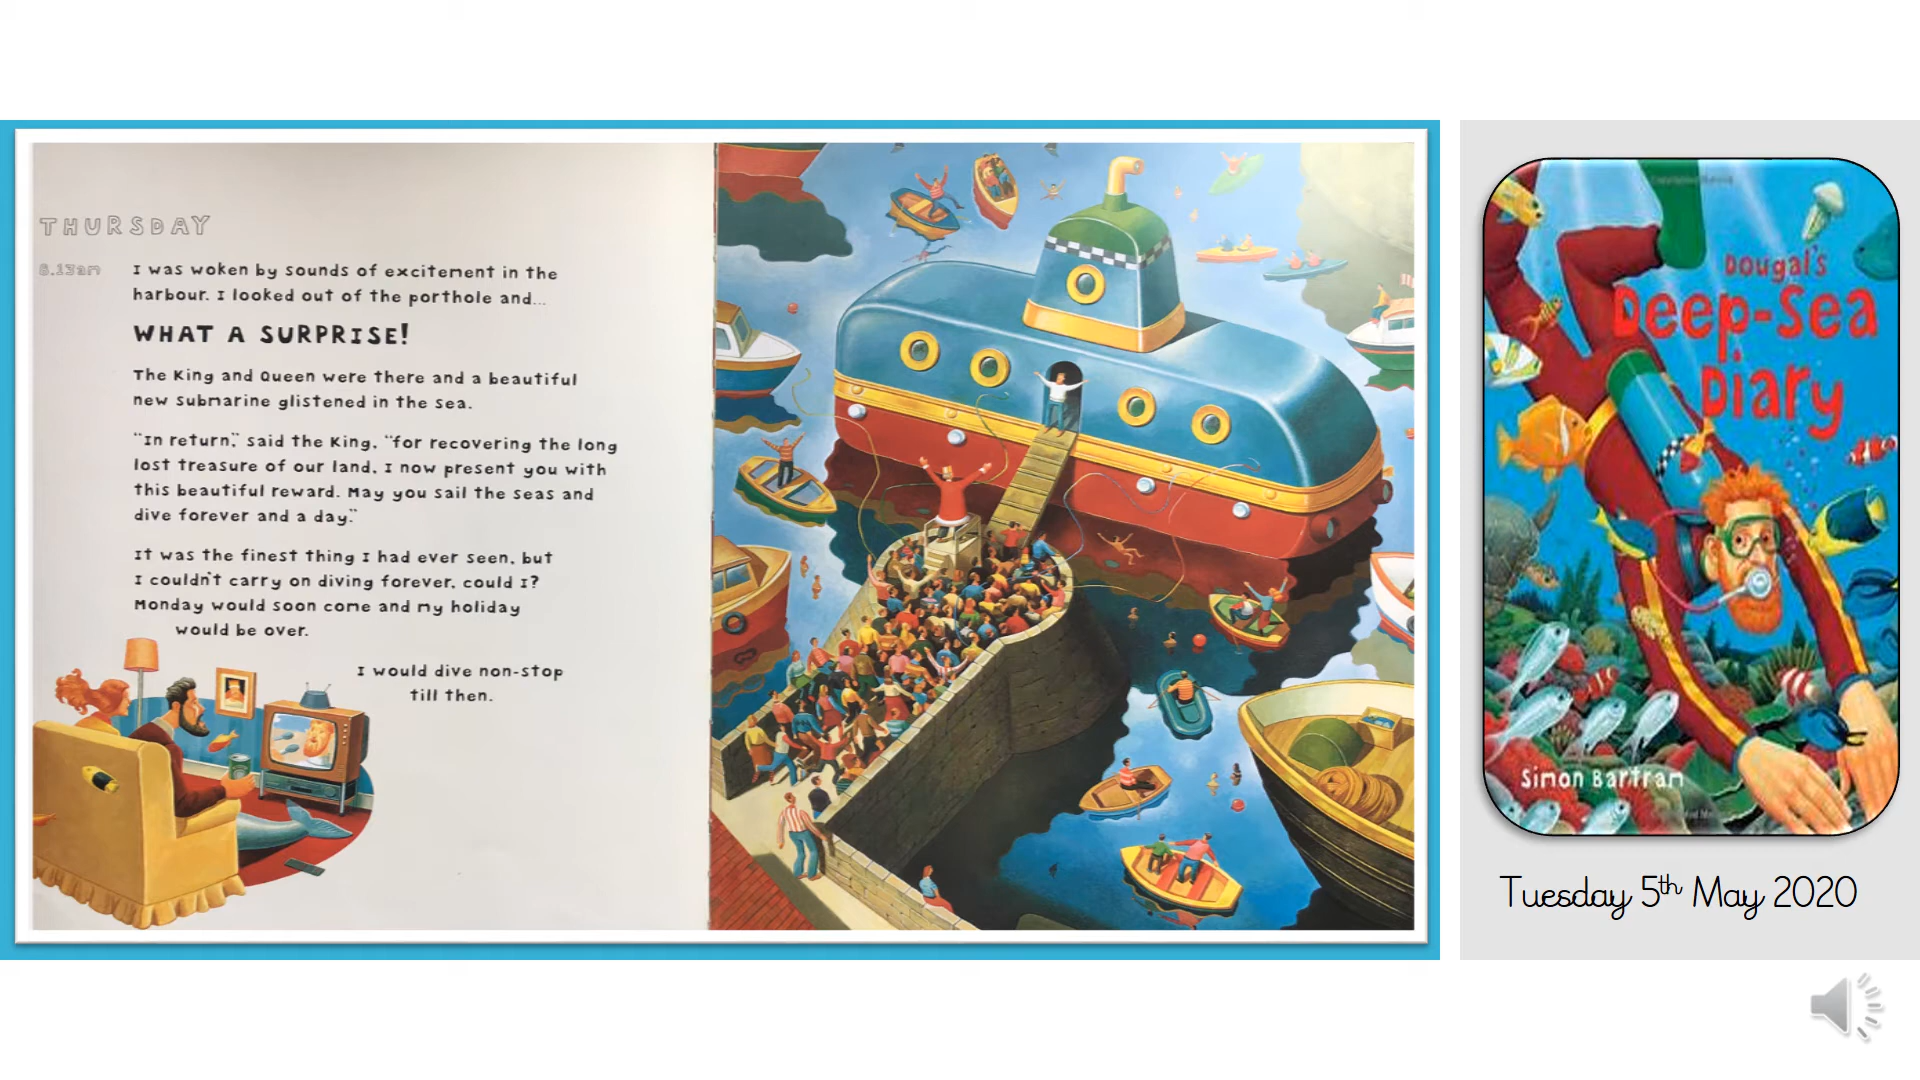 THURSDAY
8.13am
I was woken by sounds of excitement in the
harbour. I looked out of the porthole and...
WHAT A SURPRISE!
The King and Queen were there and a beautiful
new submarine glistened in the sea.
"In return," said the King, "for recovering the long
lost treasure of our land, I now present you with
this beautiful reward. May you sail the seas and
dive forever and a day."
It was the finest thing I had ever seen, but
I couldn't carry on diving forever, could I?
Monday would soon come and my holiday
would be over.
I would dive non-stop
till then.
Dougal's
Deep-Sea
Diary
Simon Bartram
Tuesday 5th May 2020